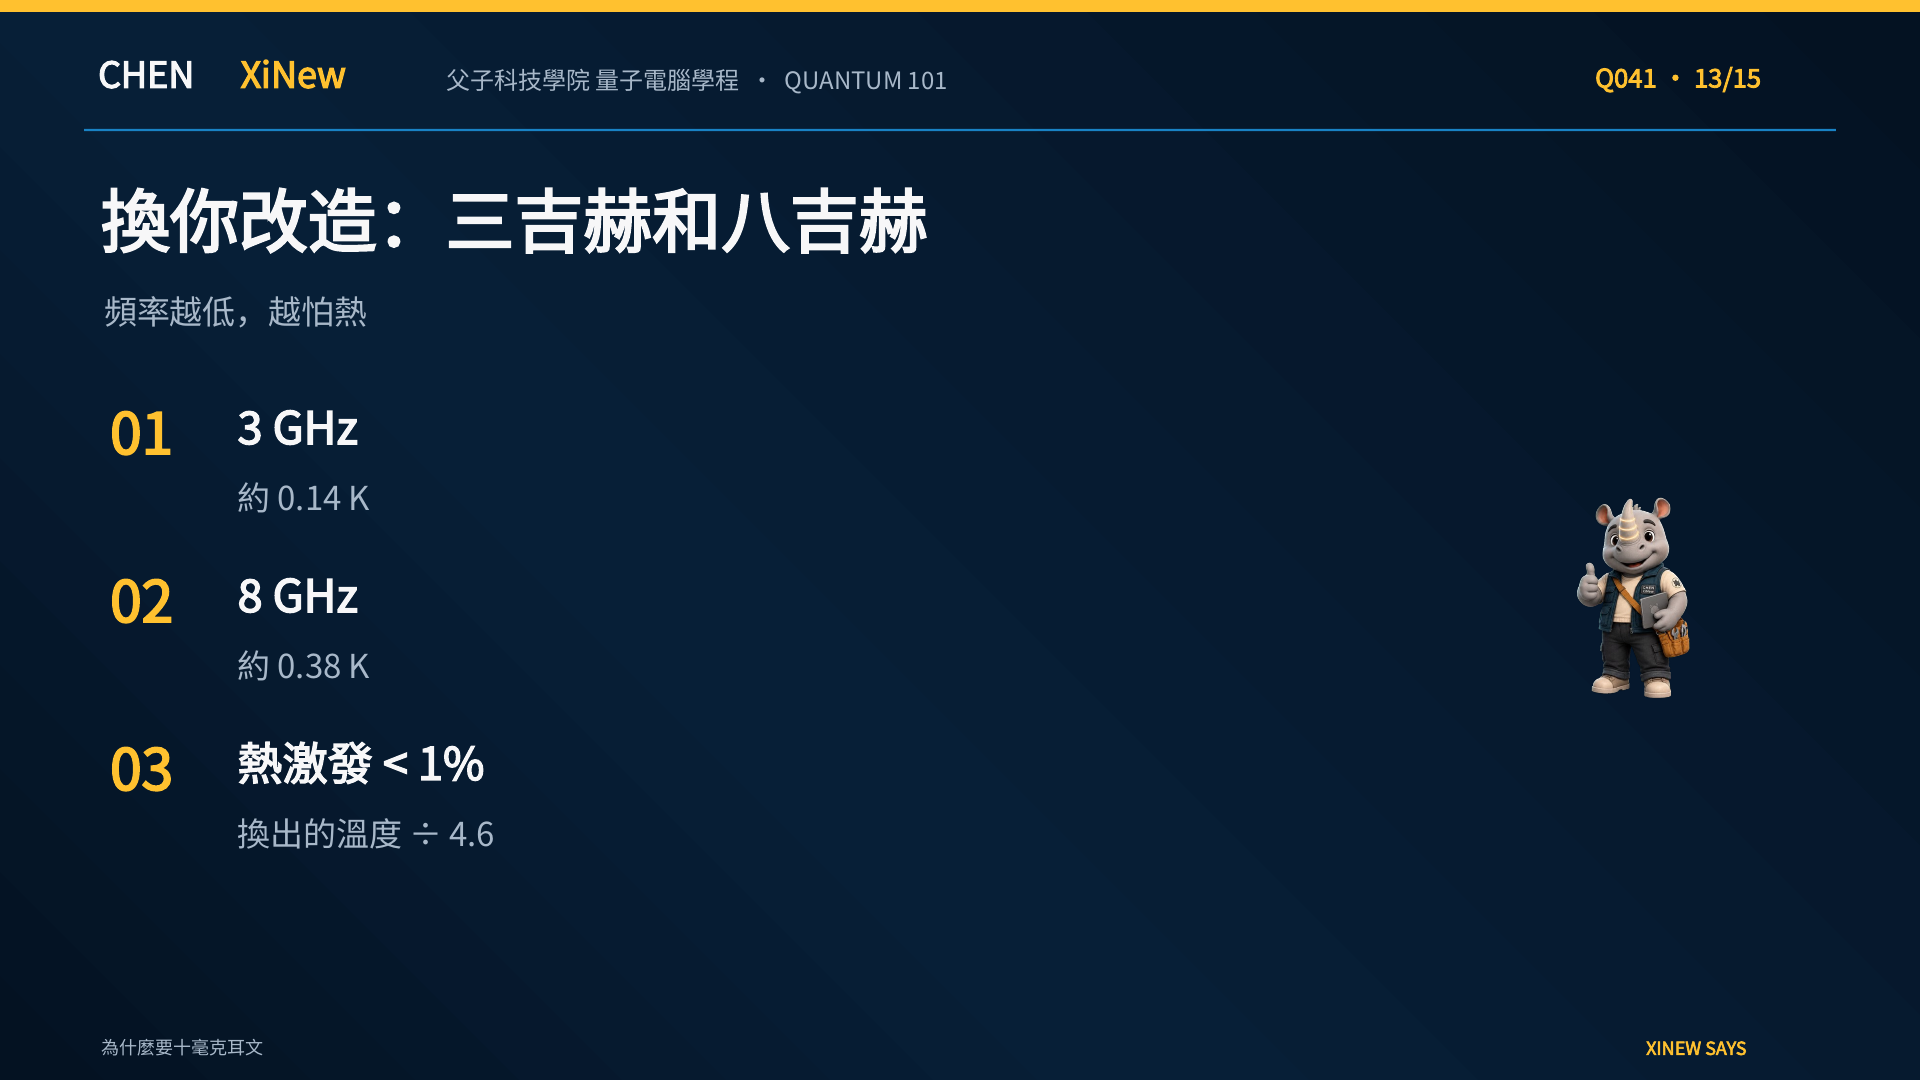 CHEN XiNew 父子科技學院 量子電腦學程 · QUANTUM 101 Q041 · 13/15
換你改造：三吉赫和八吉赫
頻率越低，越怕熱
01 3 GHz
約 0.14 K
02 8 GHz
約 0.38 K
03 熱激發 < 1%
換出的溫度 ÷ 4.6
為什麼要十毫克耳文 XINEW SAYS